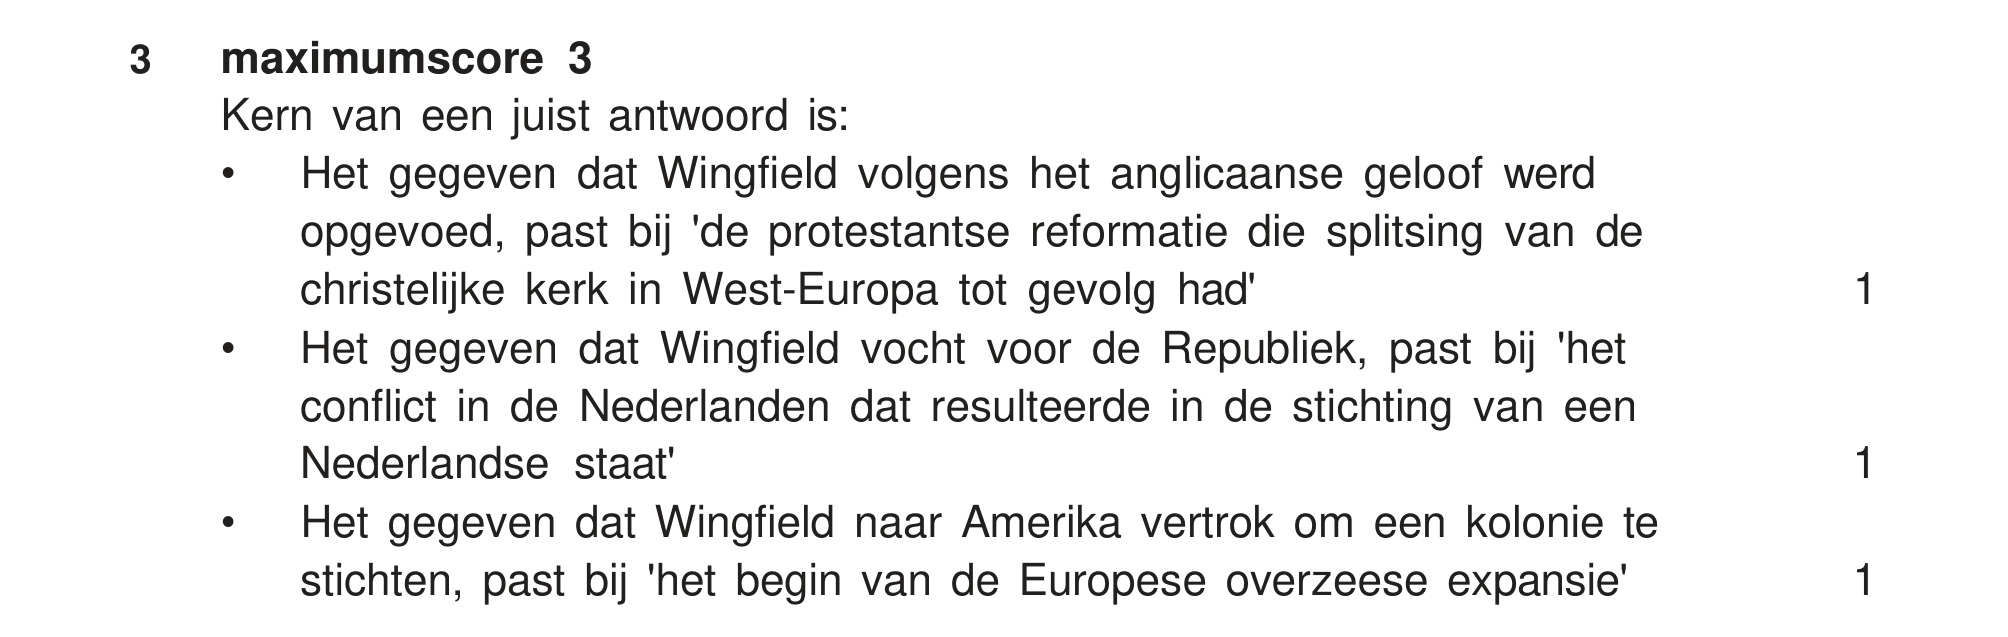 3 maximumscore 3
Kern van een juist antwoord is:
• Het gegeven dat Wingfield volgens het anglicaanse geloof werd
opgevoed, past bij 'de protestantse reformatie die splitsing van de
christelijke kerk in West-Europa tot gevolg had' 1
• Het gegeven dat Wingfield vocht voor de Republiek, past bij 'het
conflict in de Nederlanden dat resulteerde in de stichting van een
Nederlandse staat' 1
• Het gegeven dat Wingfield naar Amerika vertrok om een kolonie te
stichten, past bij 'het begin van de Europese overzeese expansie' 1